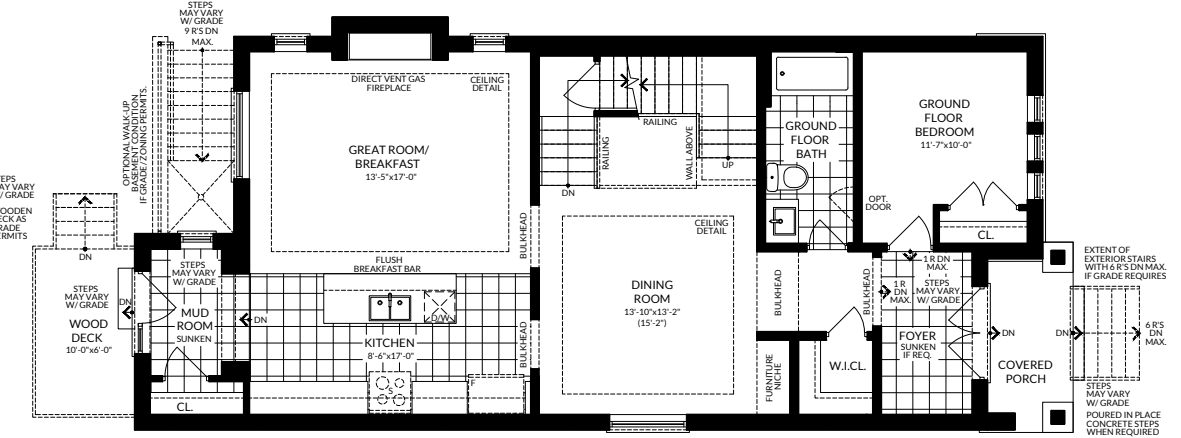 STEPS
MAY VARY
W/ GRADE
9 R'S DN
MAX.
OPTIONAL WALK-UP
BASEMENT CONDITION
IF GRADE / ZONING PERMITS.
DIRECT VENT GAS
FIREPLACE
CEILING
DETAIL
GREAT ROOM/
BREAKFAST
13'-5"x17'-0"
RAILING
RAILING
WALL ABOVE
DN
UP
GROUND
FLOOR
BATH
GROUND
FLOOR
BEDROOM
11'-7"x10'-0"
OPT.
DOOR
CL.
MAY VARY
W/ GRADE
DN
STEPS
MAY VARY
W/ GRADE
DN
WOOD
DECK
10'-0"x6'-0"
STEPS
MAY VARY
W/ GRADE
MUD
ROOM
SUNKEN
DN
CL.
FLUSH
BREAKFAST BAR
D/W
KITCHEN
8'-6"x17'-0"
S
F
BULKHEAD
BULKHEAD
CEILING
DETAIL
DINING
ROOM
13'-10"x13'-2"
(15'-2")
BULKHEAD
BULKHEAD
FURNITURE
NICHE
W.I.CL.
1 R DN
MAX.
1 R
DN
MAX.
STEPS
MAY VARY
W/ GRADE
FOYER
SUNKEN
IF REQ.
DN
COVERED
PORCH
EXTENT OF
EXTERIOR STAIRS
WITH 6 R'S DN MAX.
IF GRADE REQUIRES
DN
6 R'S
DN
MAX.
STEPS
MAY VARY
W/ GRADE
POURED IN PLACE
CONCRETE STEPS
WHEN REQUIRED